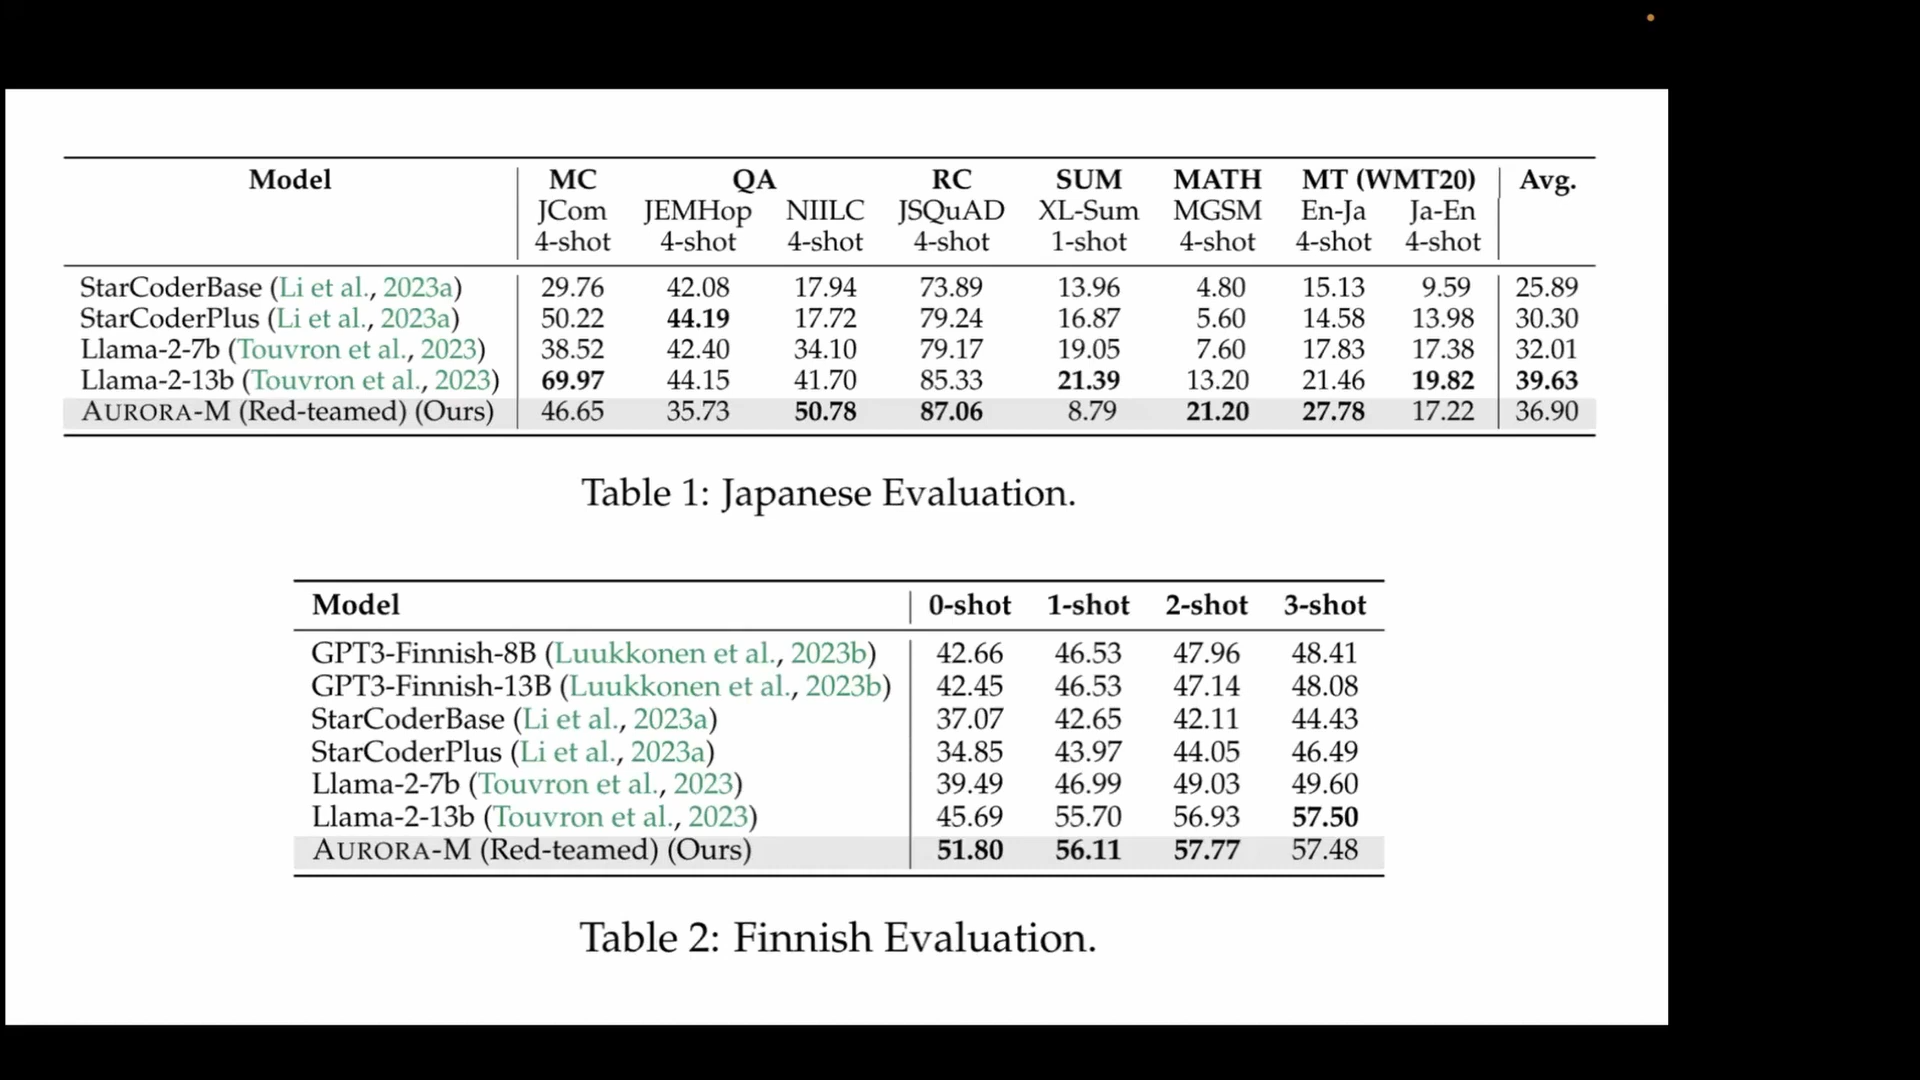 Model MC QA RC SUM MATH MT (WMT20) Avg.
JCom JEMHop NIILC JSQuAD XL-Sum MGSM En-Ja Ja-En
4-shot 4-shot 4-shot 4-shot 1-shot 4-shot 4-shot 4-shot
StarCoderBase (Li et al., 2023a) 29.76 42.08 17.94 73.89 13.96 4.80 15.13 9.59 25.89
StarCoderPlus (Li et al., 2023a) 50.22 44.19 17.72 79.24 16.87 5.60 14.58 13.98 30.30
Llama-2-7b (Touvron et al., 2023) 38.52 42.40 34.10 79.17 19.05 7.60 17.83 17.38 32.01
Llama-2-13b (Touvron et al., 2023) 69.97 44.15 41.70 85.33 21.39 13.20 21.46 19.82 39.63
AURORA-M (Red-teamed) (Ours) 46.65 35.73 50.78 87.06 8.79 21.20 27.78 17.22 36.90
Table 1: Japanese Evaluation.
Model 0-shot 1-shot 2-shot 3-shot
GPT3-Finnish-8B (Luukkonen et al., 2023b) 42.66 46.53 47.96 48.41
GPT3-Finnish-13B (Luukkonen et al., 2023b) 42.45 46.53 47.14 48.08
StarCoderBase (Li et al., 2023a) 37.07 42.65 42.11 44.43
StarCoderPlus (Li et al., 2023a) 34.85 43.97 44.05 46.49
Llama-2-7b (Touvron et al., 2023) 39.49 46.99 49.03 49.60
Llama-2-13b (Touvron et al., 2023) 45.69 55.70 56.93 57.50
AURORA-M (Red-teamed) (Ours) 51.80 56.11 57.77 57.48
Table 2: Finnish Evaluation.